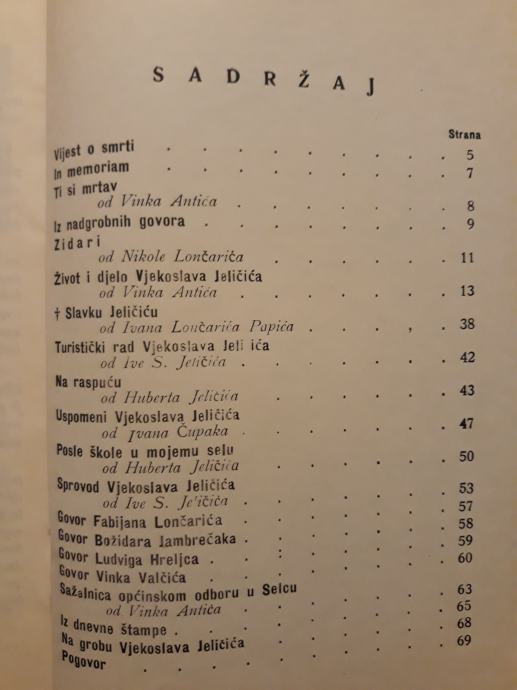 SADRŽAJ
Strana
Vijest o smrti . . . . . . . . 5
In memoriam . . . . . . . . 7
Ti si mrtav
od Vinka Antića . . . . . . 8
Iz nadgrobnih govora . . . . . . . 9
Zidari
od Nikole Lončarića . . . . . 11
Život i djelo Vjekoslava Jeličića
od Vinka Antića . . . . . . 13
† Slavku Jeličiću
od Ivana Lončarića Papića . . . , . 38
Turistički rad Vjekoslava Jeli ića
od Ive S. Jeličića . . . . . . 42
Na raspuću
od Huberta Jeličića . . . . . 43
Uspomeni Vjekoslava Jeličića
od Ivana Čupaka . . . . . . 47
Posle škole u mojemu selu
od Huberta Jeličića . . . . . 50
Sprovod Vjekoslava Jeličića
od Ive S. Jeličića . . . . . . 53
Govor Fabijana Lončarića . . . . . . 57
Govor Božidara Jambrečaka . . . . . 58
Govor Ludviga Hreljca . . . . . . 59
Govor Vinka Valčića . . . . . . 60
Sažalnica općinskom odboru u Selcu
od Vinka Antića . . . . . . 63
Iz dnevne štampe . . . . . . . 65
Na grobu Vjekoslava Jeličića . . . . . 68
Pogovor . . . . . . . . 69